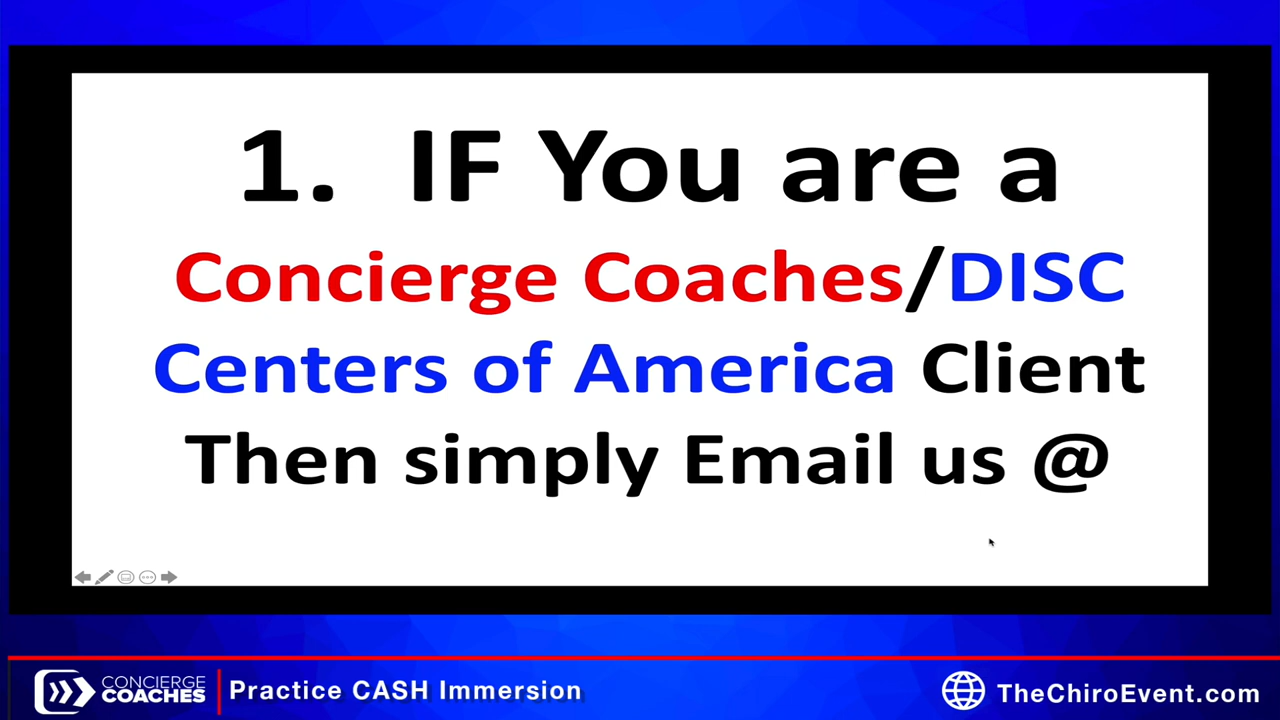 1. IF You are a
Concierge Coaches/DISC
Centers of America Client
Then simply Email us @
CONCIERGE
COACHES
Practice CASH Immersion
TheChiroEvent.com